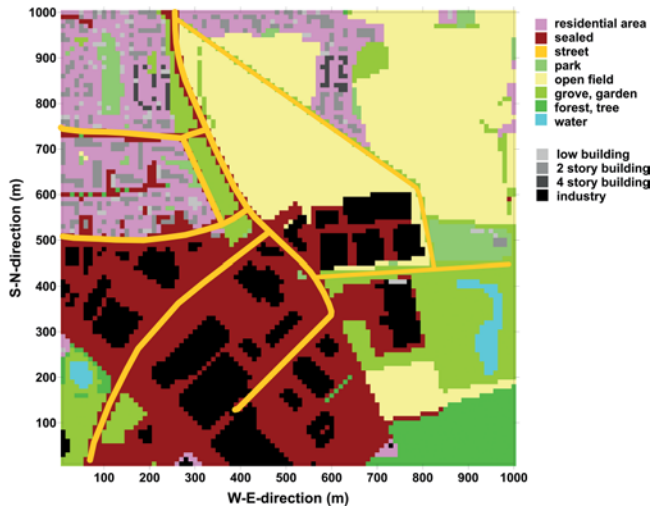 1000
900
800
700
600
500
400
300
200
100
S-N-direction (m)
100 200 300 400 500 600 700 800 900 1000
W-E-direction (m)
residential area
sealed
street
park
open field
grove, garden
forest, tree
water
low building
2 story building
4 story building
industry